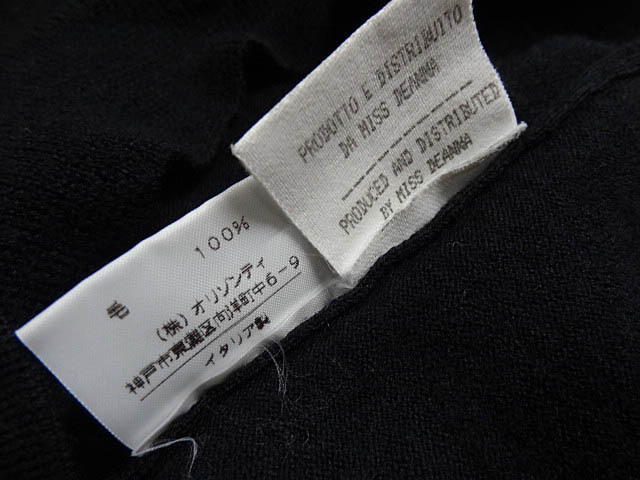 PRODOTTO E DISTRIBUITO
DA MISS DEANNA
PRODUCED AND DISTRIBUTED
BY MISS DEANNA
毛 100%
(株)オリゾンティ
神戸市東灘区向洋町中6-9
イタリア製